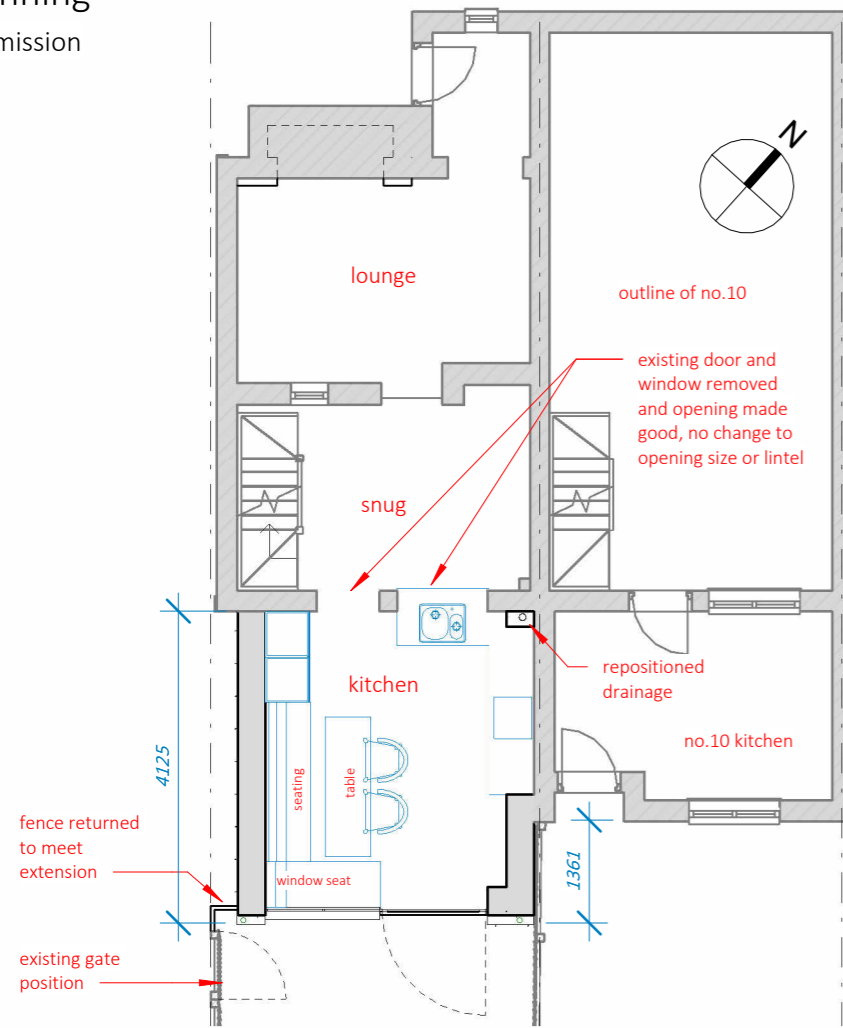 nning
mission
N
lounge
outline of no.10
existing door and
window removed
and opening made
good, no change to
opening size or lintel
snug
kitchen
repositioned
drainage
no.10 kitchen
4125
seating
table
window seat
1361
fence returned
to meet
extension
existing gate
position